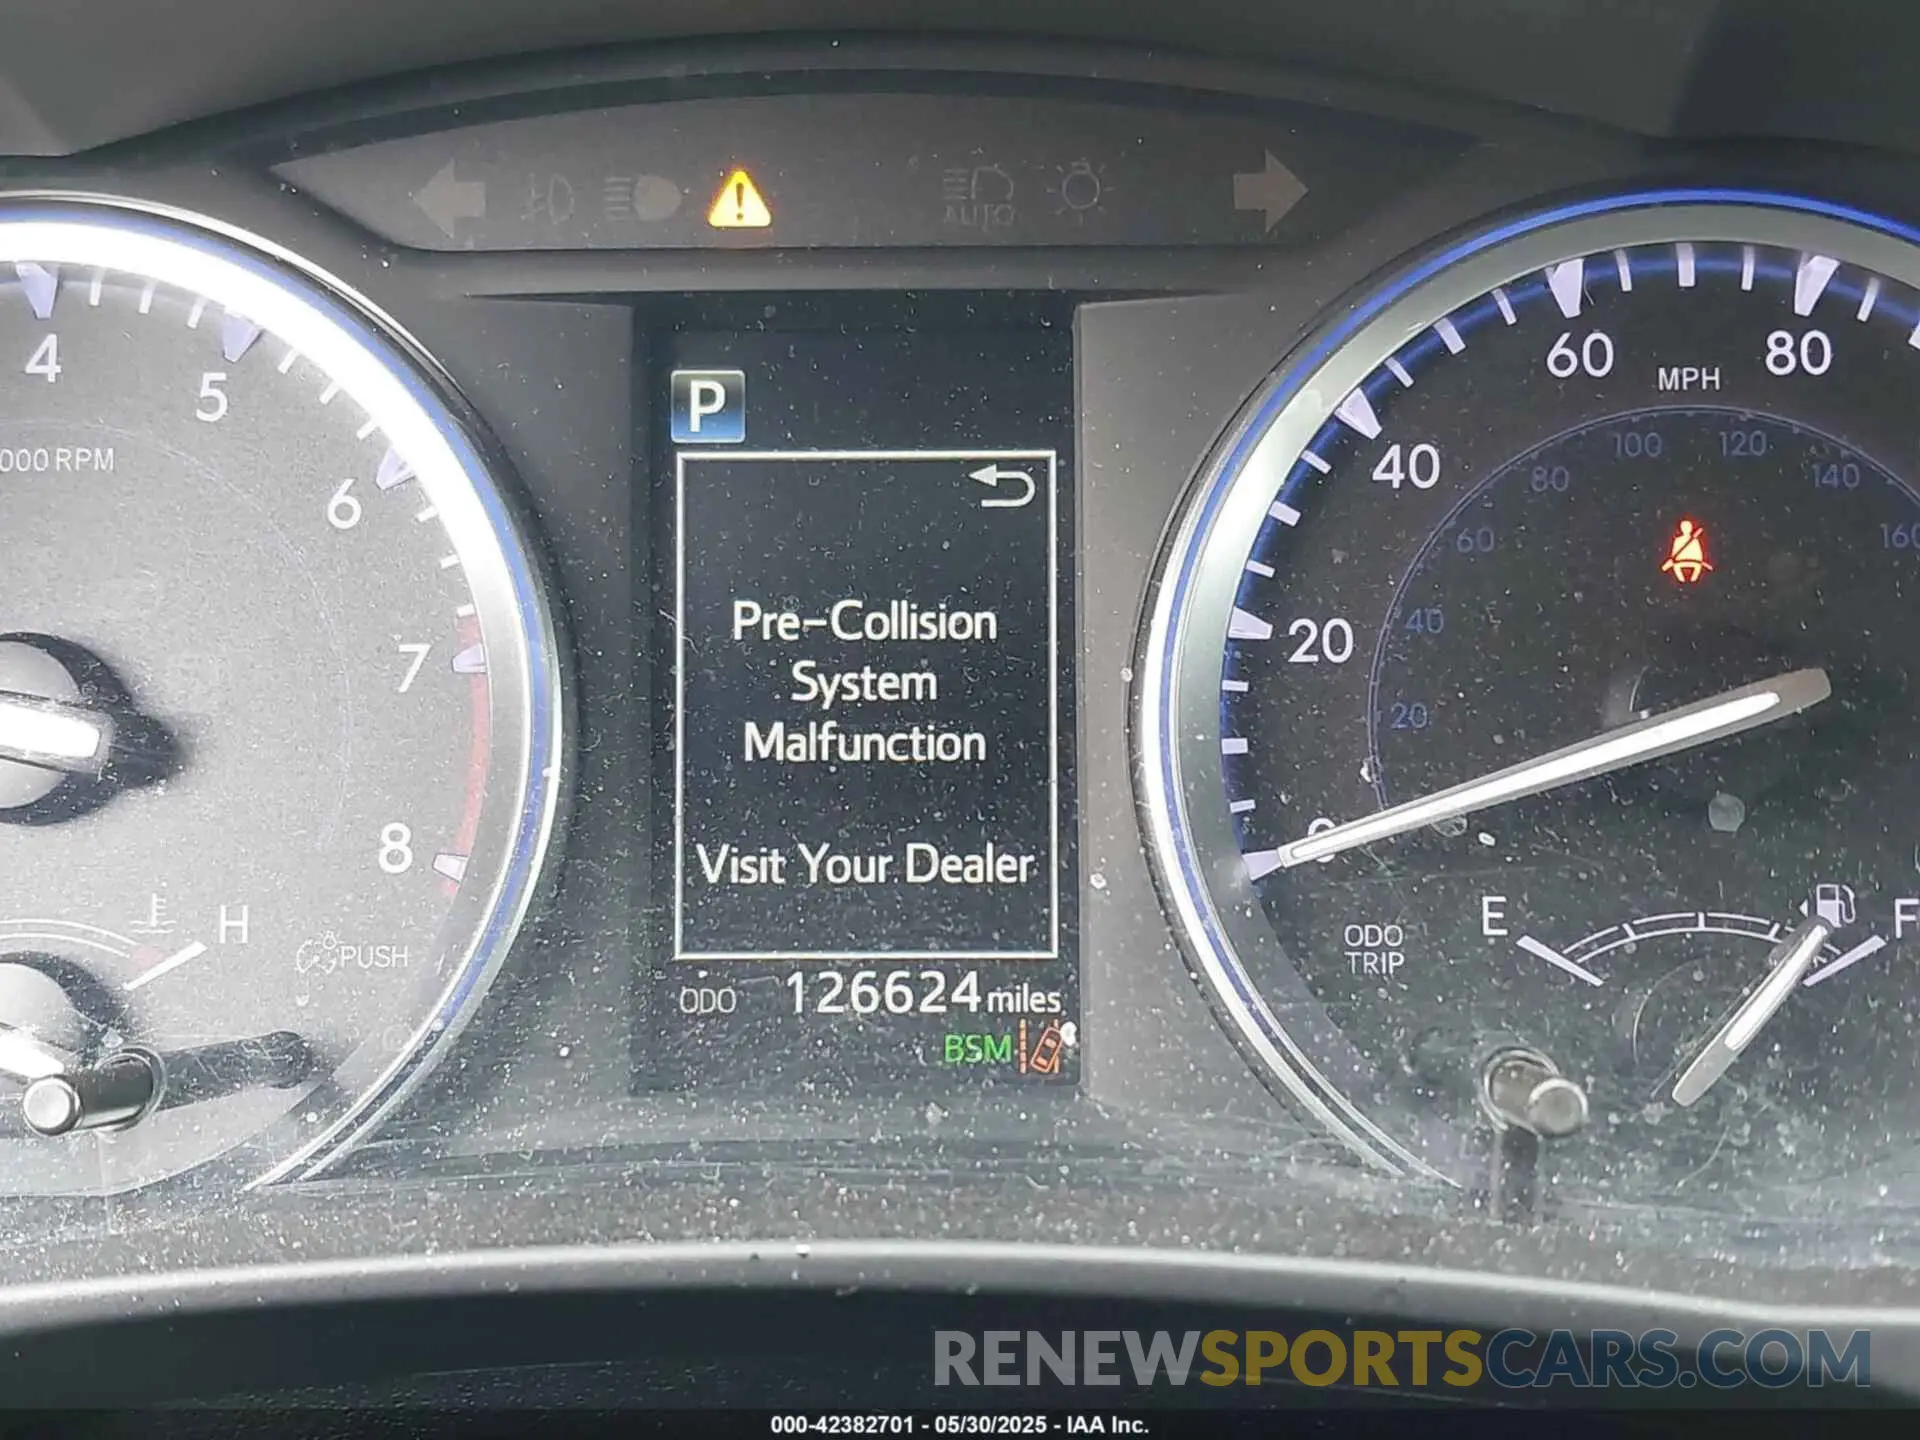 AUTO
4
5
6
7
8
000 RPM
H
PUSH
P
Pre-Collision
System
Malfunction
Visit Your Dealer
ODO 126624 miles
BSM
0
20
40
60
80
MPH
20
40
60
80
100
120
140
160
ODO
TRIP
E
F
RENEWSPORTSCARS.COM
000-42382701 - 05/30/2025 - IAA Inc.